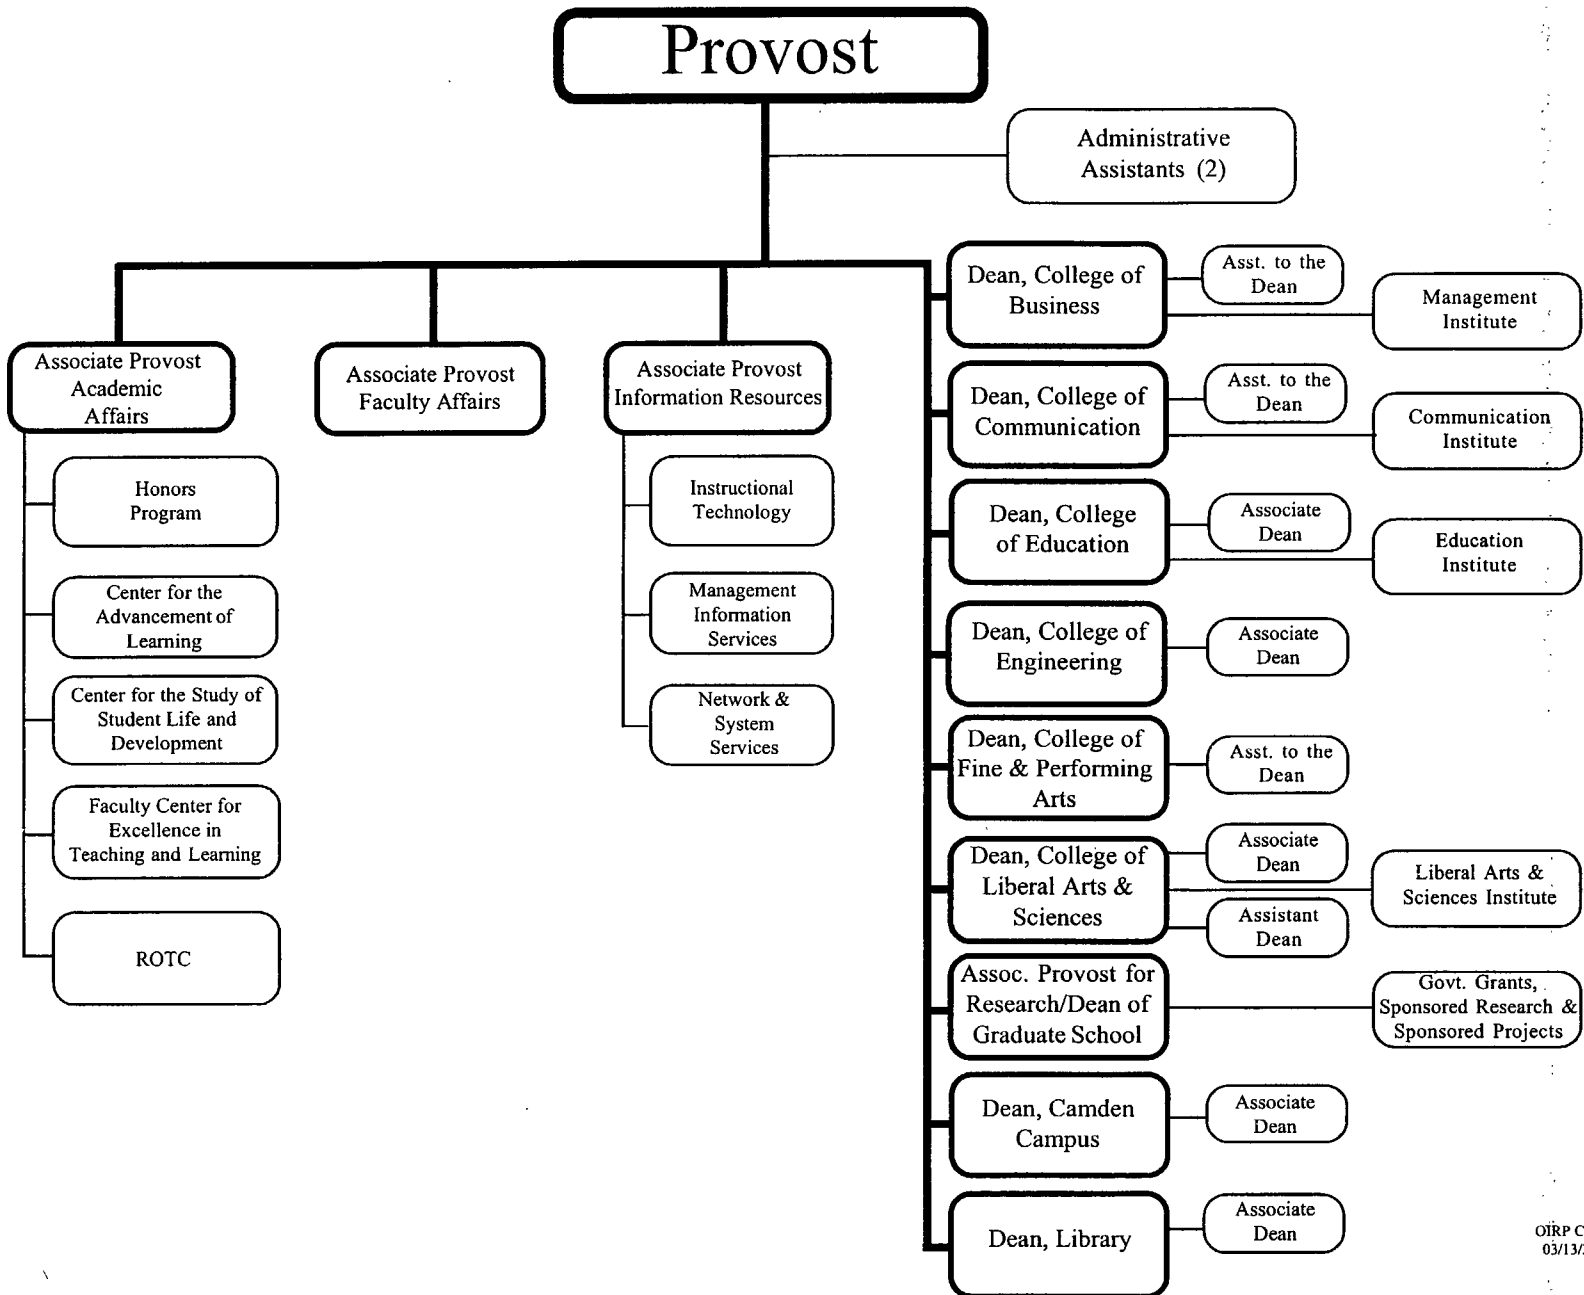 Provost
Administrative
Assistants (2)
Associate Provost
Academic
Affairs
Honors
Program
Center for the
Advancement of
Learning
Center for the Study of
Student Life and
Development
Faculty Center for
Excellence in
Teaching and Learning
ROTC
Associate Provost
Faculty Affairs
Associate Provost
Information Resources
Instructional
Technology
Management
Information
Services
Network &
System
Services
Dean, College of
Business
Asst. to the
Dean
Management
Institute
Dean, College of
Communication
Asst. to the
Dean
Communication
Institute
Dean, College
of Education
Associate
Dean
Education
Institute
Dean, College of
Engineering
Associate
Dean
Dean, College of
Fine & Performing
Arts
Asst. to the
Dean
Dean, College of
Liberal Arts &
Sciences
Associate
Dean
Assistant
Dean
Liberal Arts &
Sciences Institute
Assoc. Provost for
Research/Dean of
Graduate School
Govt. Grants,
Sponsored Research &
Sponsored Projects
Dean, Camden
Campus
Associate
Dean
Dean, Library
Associate
Dean
OIRP C
03/13/